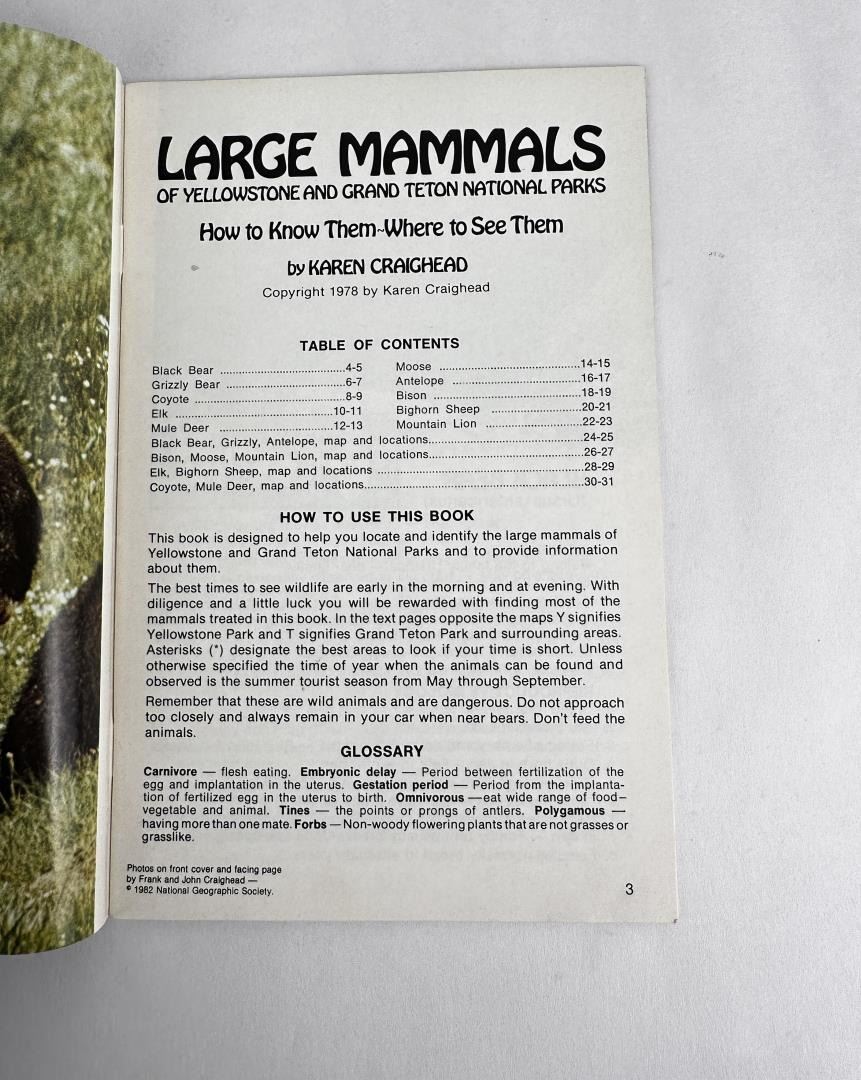 LARGE MAMMALS
OF YELLOWSTONE AND GRAND TETON NATIONAL PARKS
How to Know Them~Where to See Them
by KAREN CRAIGHEAD
Copyright 1978 by Karen Craighead
TABLE OF CONTENTS
Black Bear ................................4-5
Grizzly Bear ...............................6-7
Coyote .......................................8-9
Elk .........................................10-11
Mule Deer ..............................12-13
Moose .....................................14-15
Antelope .................................16-17
Bison .......................................18-19
Bighorn Sheep ........................20-21
Mountain Lion .........................22-23
Black Bear, Grizzly, Antelope, map and locations........................................24-25
Bison, Moose, Mountain Lion, map and locations........................................26-27
Elk, Bighorn Sheep, map and locations .....................................................28-29
Coyote, Mule Deer, map and locations........................................................30-31
HOW TO USE THIS BOOK
This book is designed to help you locate and identify the large mammals of
Yellowstone and Grand Teton National Parks and to provide information
about them.
The best times to see wildlife are early in the morning and at evening. With
diligence and a little luck you will be rewarded with finding most of the
mammals treated in this book. In the text pages opposite the maps Y signifies
Yellowstone Park and T signifies Grand Teton Park and surrounding areas.
Asterisks (*) designate the best areas to look if your time is short. Unless
otherwise specified the time of year when the animals can be found and
observed is the summer tourist season from May through September.
Remember that these are wild animals and are dangerous. Do not approach
too closely and always remain in your car when near bears. Don't feed the
animals.
GLOSSARY
Carnivore — flesh eating. Embryonic delay — Period between fertilization of the
egg and implantation in the uterus. Gestation period — Period from the implanta-
tion of fertilized egg in the uterus to birth. Omnivorous —eat wide range of food—
vegetable and animal. Tines — the points or prongs of antlers. Polygamous —
having more than one mate. Forbs — Non-woody flowering plants that are not grasses or
grasslike.
Photos on front cover and facing page
by Frank and John Craighead —
© 1982 National Geographic Society.
3